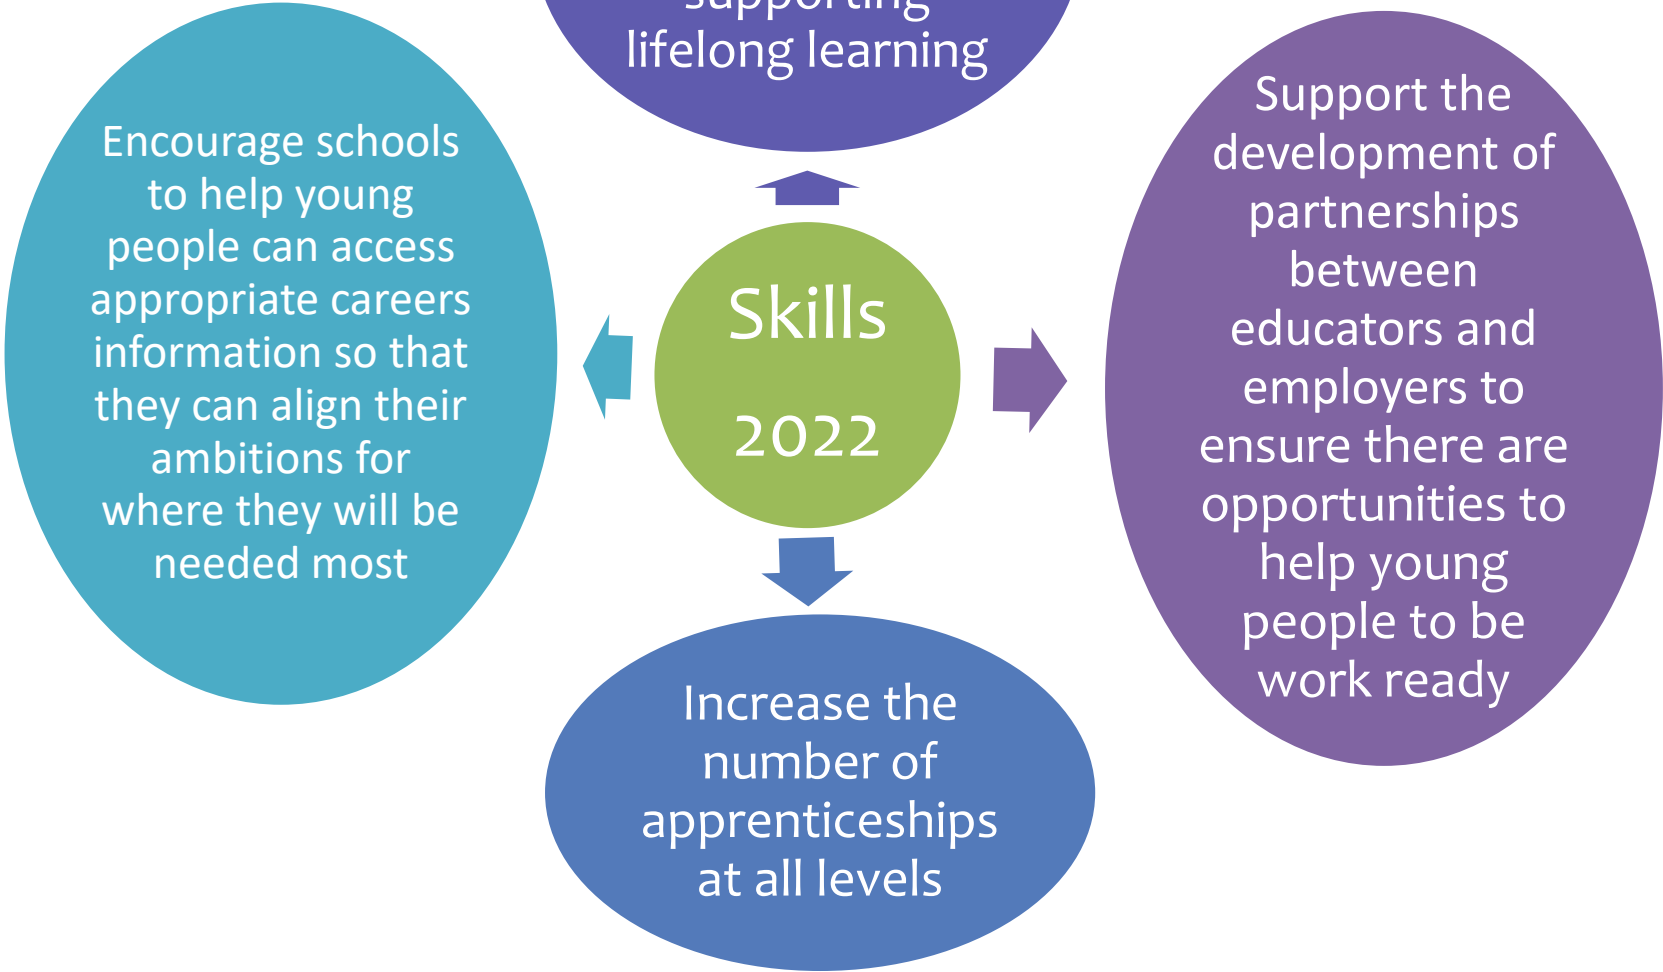 supporting
lifelong learning
Encourage schools
to help young
people can access
appropriate careers
information so that
they can align their
ambitions for
where they will be
needed most
Skills
2022
Support the
development of
partnerships
between
educators and
employers to
ensure there are
opportunities to
help young
people to be
work ready
Increase the
number of
apprenticeships
at all levels